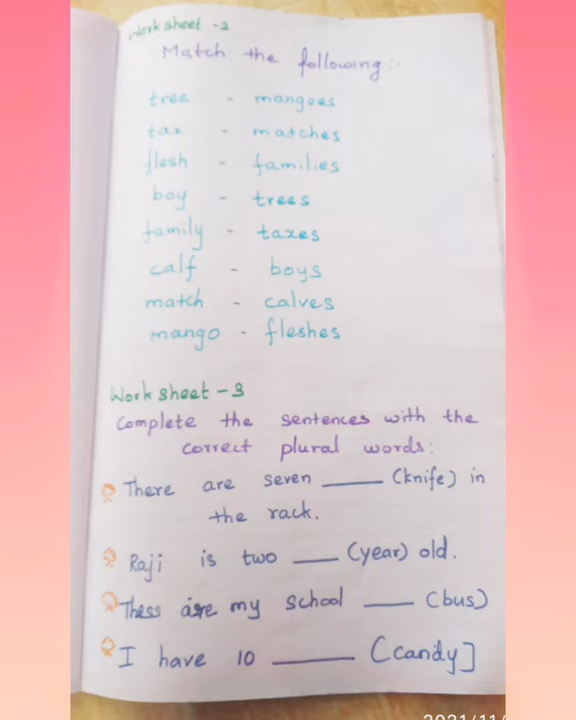 Work sheet -2
Match the following:-
tree - mangoes
tax - matches
flesh - families
boy - trees
family - taxes
calf - boys
match - calves
mango - fleshes
Work sheet -3
Complete the sentences with the
correct plural words:
There are seven ____ (knife) in
the rack.
Raji is two ____ (year) old.
Thess are my school ____ (bus)
I have 10 ____ (candy]